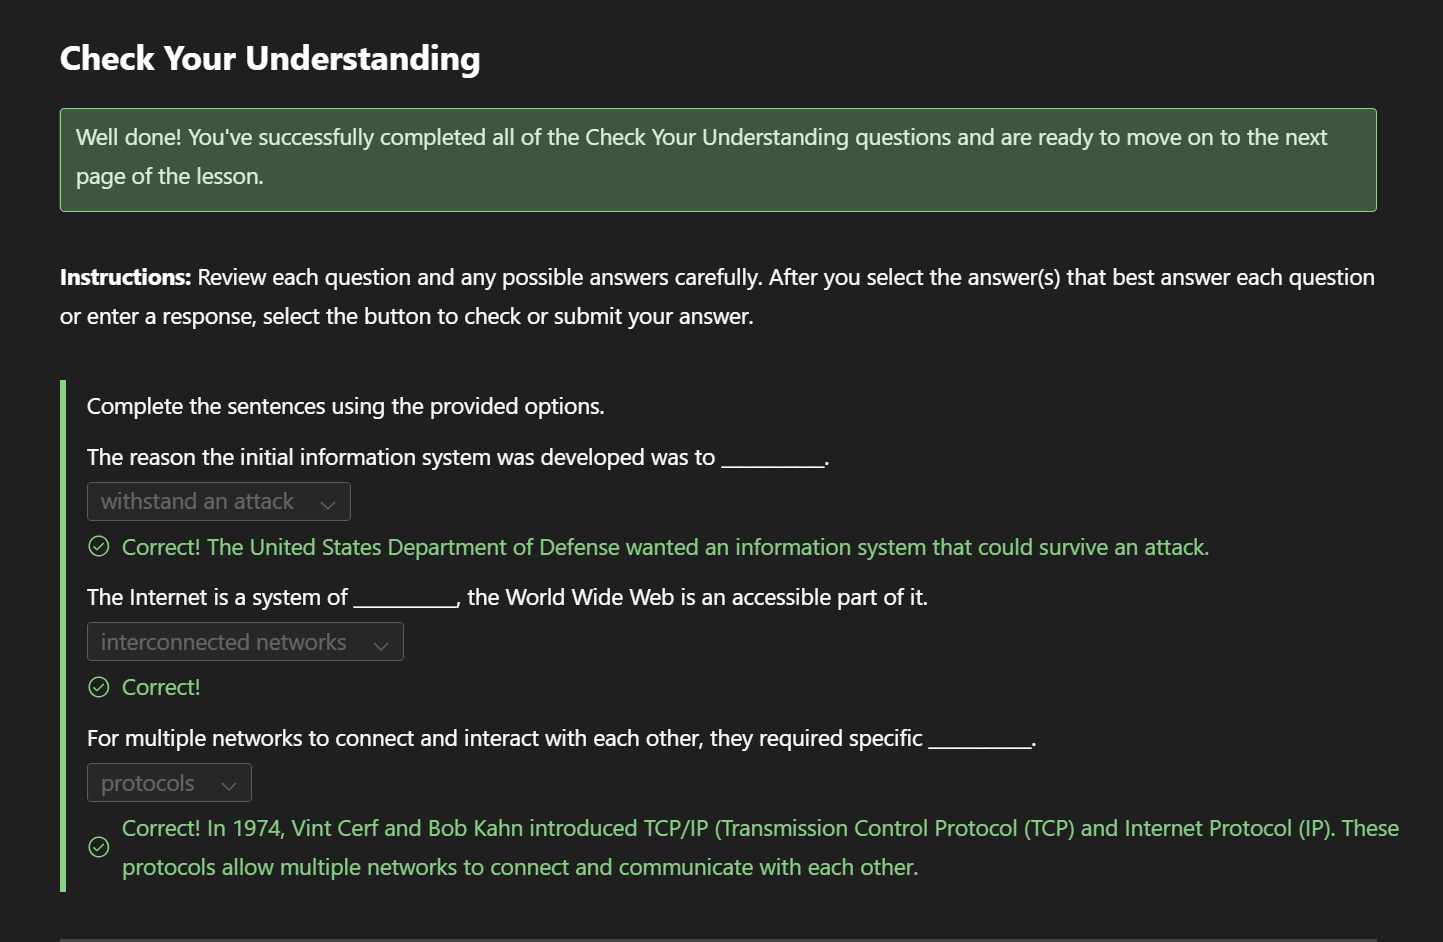 Check Your Understanding
Well done! You've successfully completed all of the Check Your Understanding questions and are ready to move on to the next
page of the lesson.
Instructions: Review each question and any possible answers carefully. After you select the answer(s) that best answer each question
or enter a response, select the button to check or submit your answer.
Complete the sentences using the provided options.
The reason the initial information system was developed was to _________.
withstand an attack
Correct! The United States Department of Defense wanted an information system that could survive an attack.
The Internet is a system of _________, the World Wide Web is an accessible part of it.
interconnected networks
Correct!
For multiple networks to connect and interact with each other, they required specific _________.
protocols
Correct! In 1974, Vint Cerf and Bob Kahn introduced TCP/IP (Transmission Control Protocol (TCP) and Internet Protocol (IP). These
protocols allow multiple networks to connect and communicate with each other.